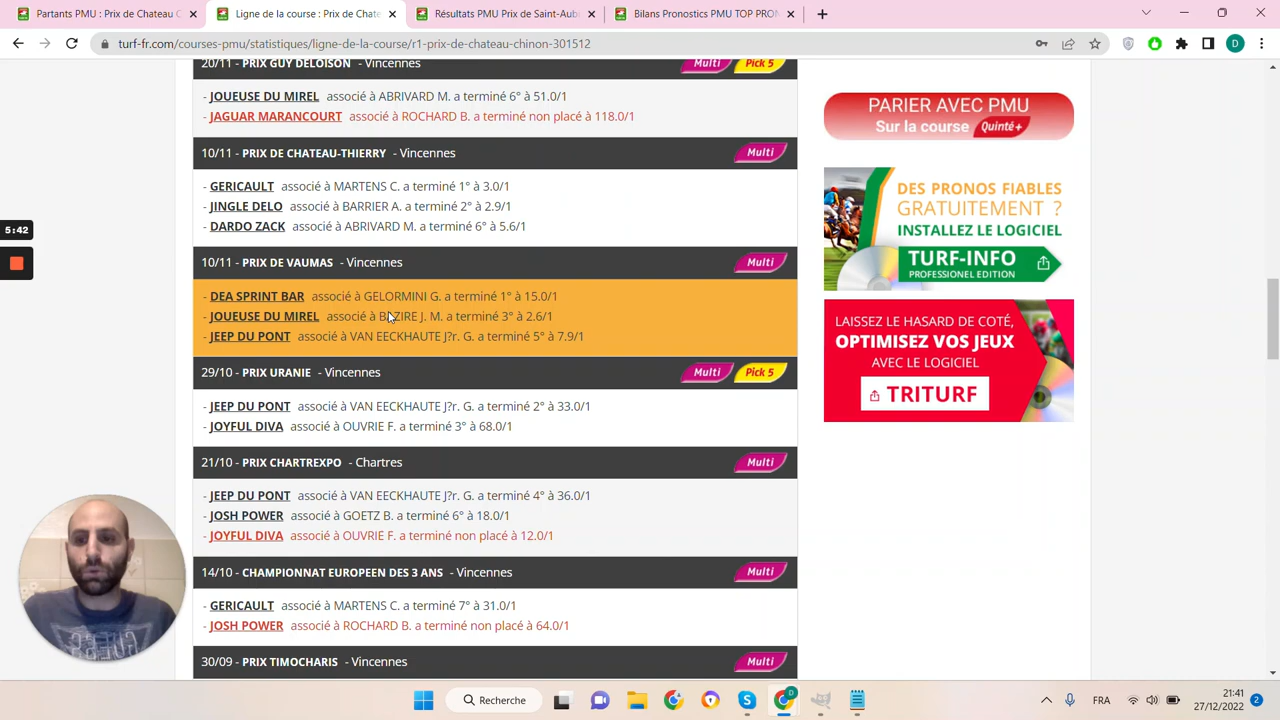 Partants PMU : Prix de Chateau C
Ligne de la course : Prix de Chate
Résultats PMU Prix de Saint-Aub
Bilans Pronostics PMU TOP PRON
turf-fr.com/courses-pmu/statistiques/ligne-de-la-course/r1-prix-de-chateau-chinon-301512
20/11 - PRIX GUY DELOISON - Vincennes Multi Pick 5
- JOUEUSE DU MIREL associé à ABRIVARD M. a terminé 6° à 51.0/1
- JAGUAR MARANCOURT associé à ROCHARD B. a terminé non placé à 118.0/1
10/11 - PRIX DE CHATEAU-THIERRY - Vincennes Multi
- GERICAULT associé à MARTENS C. a terminé 1° à 3.0/1
- JINGLE DELO associé à BARRIER A. a terminé 2° à 2.9/1
- DARDO ZACK associé à ABRIVARD M. a terminé 6° à 5.6/1
10/11 - PRIX DE VAUMAS - Vincennes Multi
- DEA SPRINT BAR associé à GELORMINI G. a terminé 1° à 15.0/1
- JOUEUSE DU MIREL associé à BAZIRE J. M. a terminé 3° à 2.6/1
- JEEP DU PONT associé à VAN EECKHAUTE J?r. G. a terminé 5° à 7.9/1
29/10 - PRIX URANIE - Vincennes Multi Pick 5
- JEEP DU PONT associé à VAN EECKHAUTE J?r. G. a terminé 2° à 33.0/1
- JOYFUL DIVA associé à OUVRIE F. a terminé 3° à 68.0/1
21/10 - PRIX CHARTREXPO - Chartres Multi
- JEEP DU PONT associé à VAN EECKHAUTE J?r. G. a terminé 4° à 36.0/1
- JOSH POWER associé à GOETZ B. a terminé 6° à 18.0/1
- JOYFUL DIVA associé à OUVRIE F. a terminé non placé à 12.0/1
14/10 - CHAMPIONNAT EUROPEEN DES 3 ANS - Vincennes Multi
- GERICAULT associé à MARTENS C. a terminé 7° à 31.0/1
- JOSH POWER associé à ROCHARD B. a terminé non placé à 64.0/1
30/09 - PRIX TIMOCHARIS - Vincennes Multi
PARIER AVEC PMU
Sur la course Quinté+
DES PRONOS FIABLES
GRATUITEMENT ?
INSTALLEZ LE LOGICIEL
TURF-INFO
PROFESSIONEL EDITION
LAISSEZ LE HASARD DE COTÉ,
OPTIMISEZ VOS JEUX
AVEC LE LOGICIEL
TRITURF
5:42
D
Recherche
FRA
21:41
27/12/2022
2